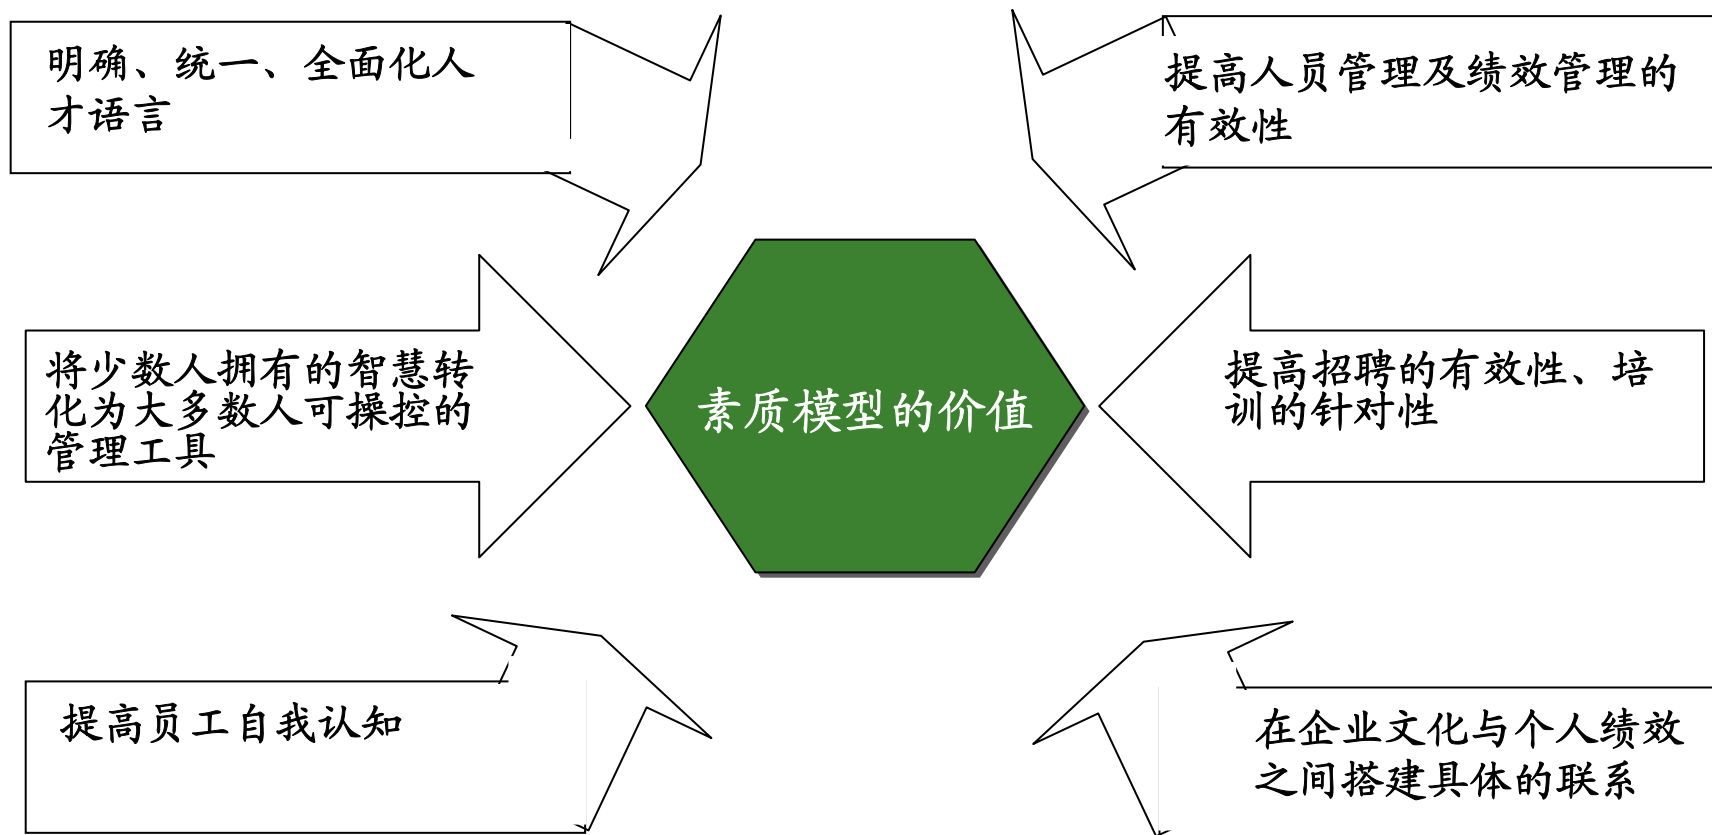 明确、统一、全面化人
才语言
提高人员管理及绩效管理的
有效性
将少数人拥有的智慧转
化为大多数人可操控的
管理工具
素质模型的价值
提高招聘的有效性、培
训的针对性
提高员工自我认知
在企业文化与个人绩效
之间搭建具体的联系